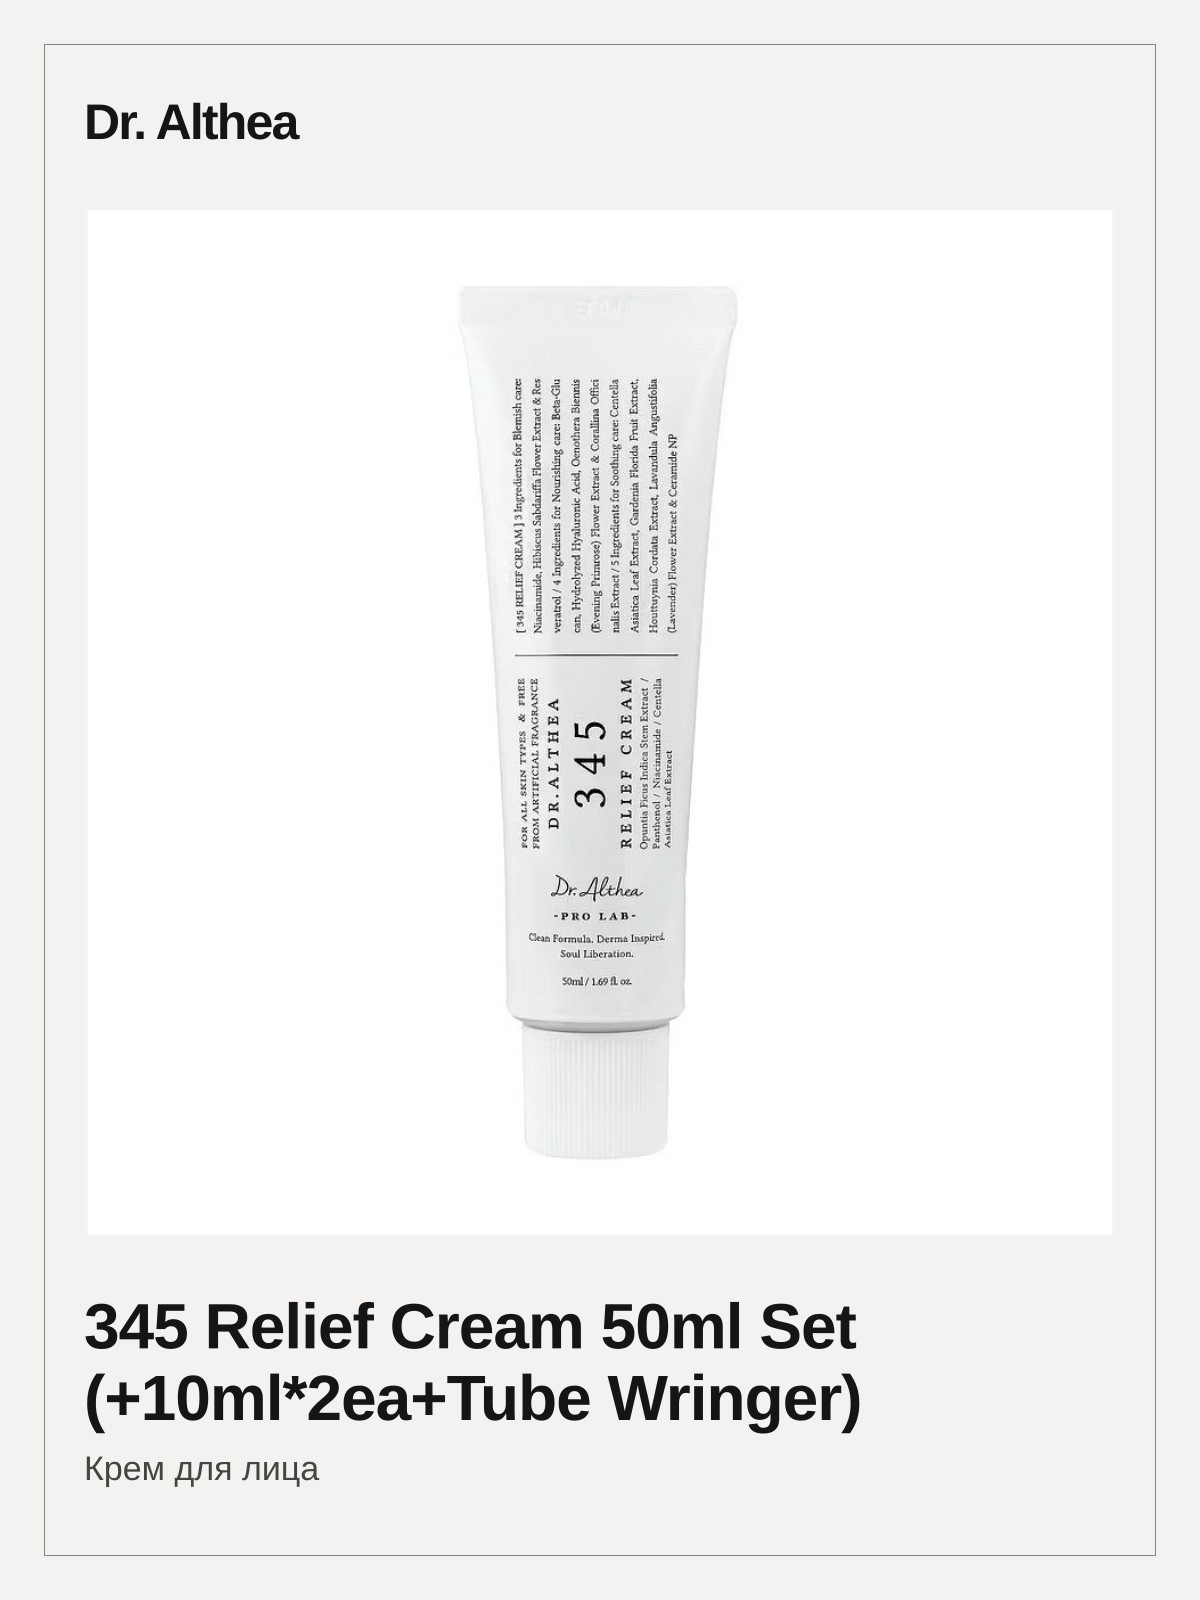 Dr. Althea
[ 345 RELIEF CREAM ] 3 Ingredients for Blemish care:
Niacinamide, Hibiscus Sabdariffa Flower Extract & Res
veratrol / 4 Ingredients for Nourishing care: Beta-Glu
can, Hydrolyzed Hyaluronic Acid, Oenothera Biennis
(Evening Primrose) Flower Extract & Corallina Offici
nalis Extract / 5 Ingredients for Soothing care: Centella
Asiatica Leaf Extract, Gardenia Florida Fruit Extract,
Houttuynia Cordata Extract, Lavandula Angustifolia
(Lavender) Flower Extract & Ceramide NP
FOR ALL SKIN TYPES & FREE
FROM ARTIFICIAL FRAGRANCE
DR.ALTHEA
345
RELIEF CREAM
Opuntia Ficus Indica Stem Extract /
Panthenol / Niacinamide / Centella
Asiatica Leaf Extract
Dr. Althea
-PRO LAB-
Clean Formula. Derma Inspired.
Soul Liberation.
50ml / 1.69 fl. oz.
345 Relief Cream 50ml Set
(+10ml*2ea+Tube Wringer)
Крем для лица